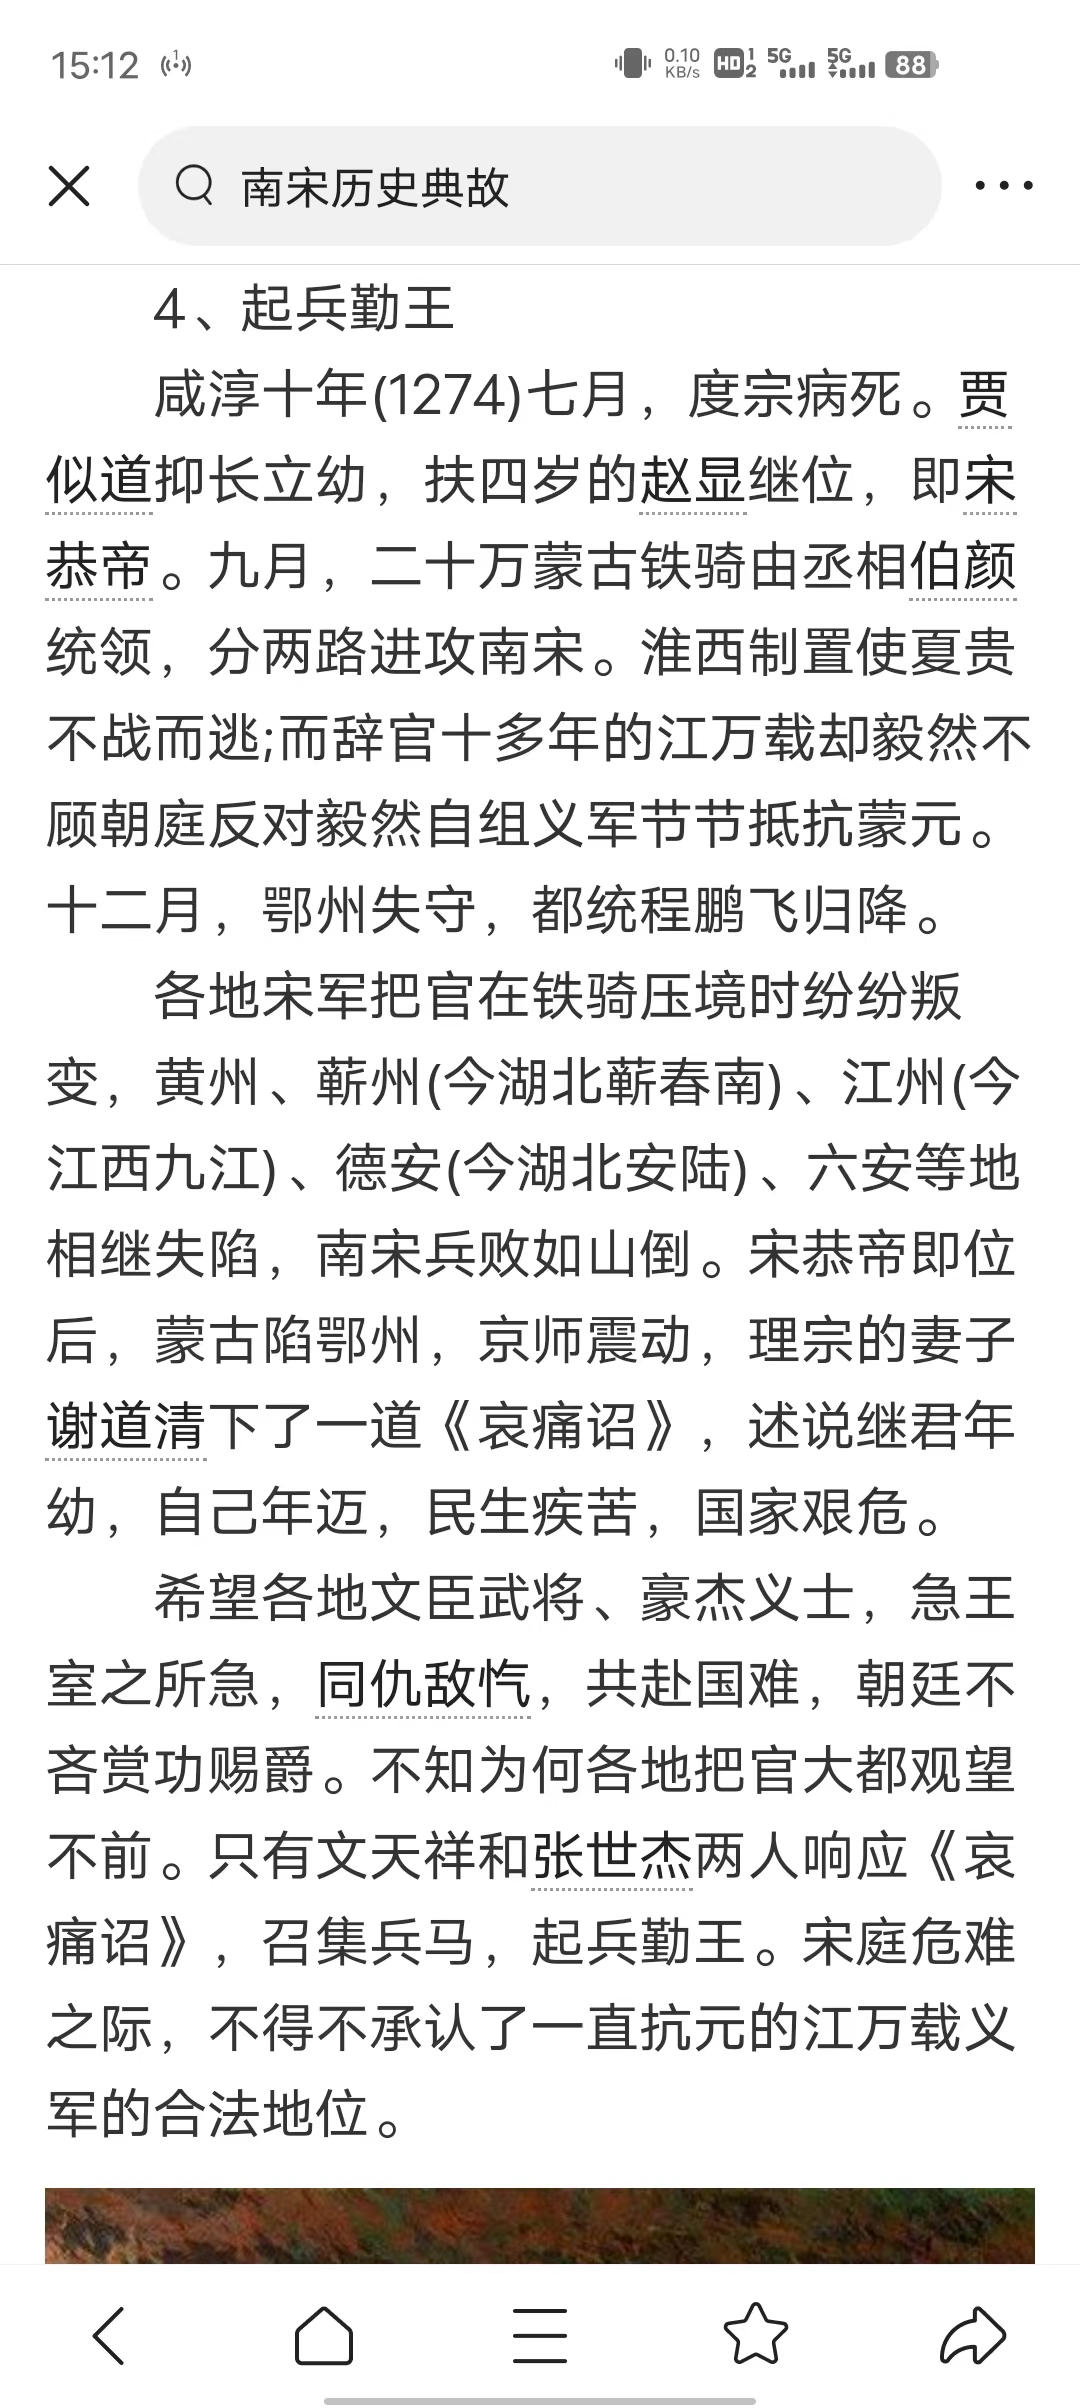 15:12
0.10 KB/s HD 1 2 5G 5G 88
南宋历史典故
4、起兵勤王
咸淳十年(1274)七月，度宗病死。贾
似道抑长立幼，扶四岁的赵显继位，即宋
恭帝。九月，二十万蒙古铁骑由丞相伯颜
统领，分两路进攻南宋。淮西制置使夏贵
不战而逃;而辞官十多年的江万载却毅然不
顾朝庭反对毅然自组义军节节抵抗蒙元。
十二月，鄂州失守，都统程鹏飞归降。
各地宋军把官在铁骑压境时纷纷叛
变，黄州、蕲州(今湖北蕲春南)、江州(今
江西九江)、德安(今湖北安陆)、六安等地
相继失陷，南宋兵败如山倒。宋恭帝即位
后，蒙古陷鄂州，京师震动，理宗的妻子
谢道清下了一道《哀痛诏》，述说继君年
幼，自己年迈，民生疾苦，国家艰危。
希望各地文臣武将、豪杰义士，急王
室之所急，同仇敌忾，共赴国难，朝廷不
吝赏功赐爵。不知为何各地把官大都观望
不前。只有文天祥和张世杰两人响应《哀
痛诏》，召集兵马，起兵勤王。宋庭危难
之际，不得不承认了一直抗元的江万载义
军的合法地位。